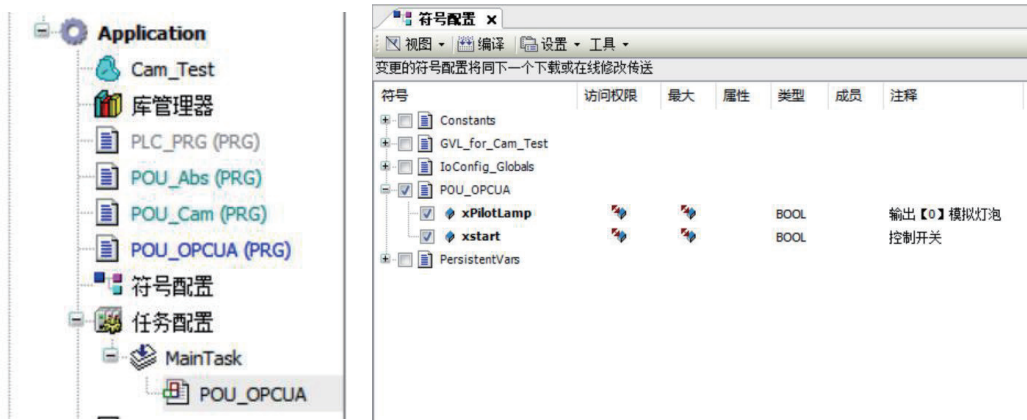 Application
Cam_Test
库管理器
PLC_PRG (PRG)
POU_Abs (PRG)
POU_Cam (PRG)
POU_OPCUA (PRG)
符号配置
任务配置
MainTask
POU_OPCUA
符号配置 ×
视图 编译 设置 工具
变更的符号配置将同下一个下载或在线修改传送
符号 访问权限 最大 属性 类型 成员 注释
Constants
GVL_for_Cam_Test
IoConfig_Globals
POU_OPCUA
xPilotLamp BOOL 输出【0】模拟灯泡
xstart BOOL 控制开关
PersistentVars